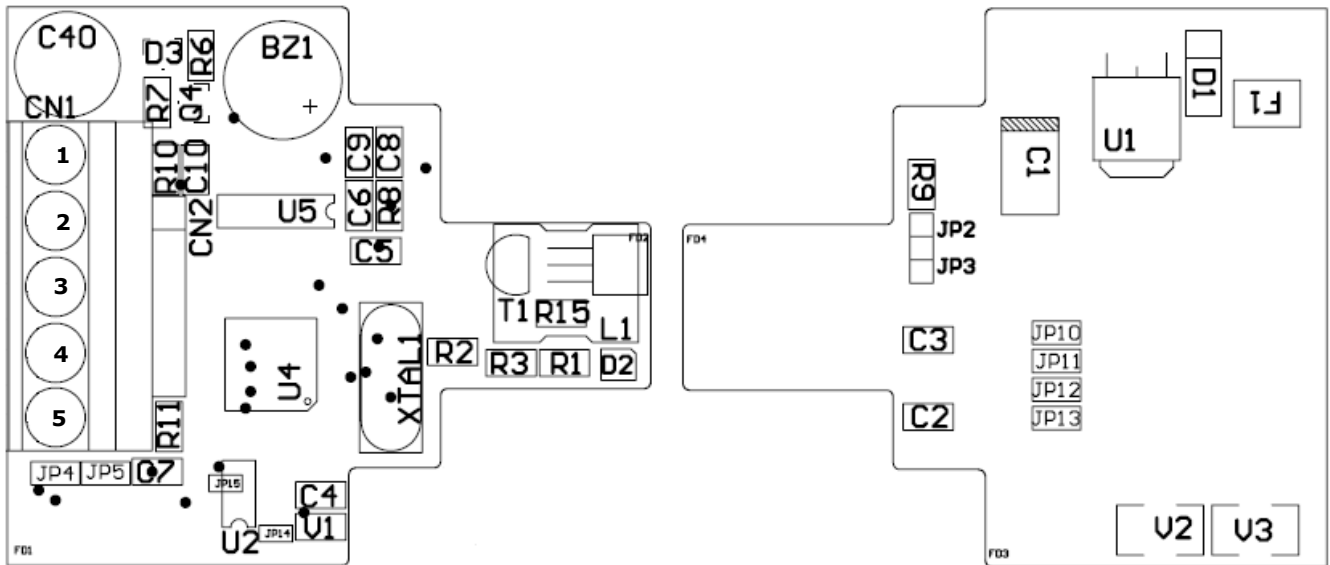 C40
D3
R6
BZ1
+
R7
Q4
CN1
1
2
3
4
5
R10
C10
CN2
U5
C9
C8
C6
R8
C5
T1
R15
L1
FD2
U4
XTAL1
R2
R3
R1
D2
R11
JP4
JP5
C7
JP15
U2
JP14
C4
V1
FD1
FD4
R9
JP2
JP3
C3
C2
C1
U1
D1
F1
JP10
JP11
JP12
JP13
V2
V3
FD3